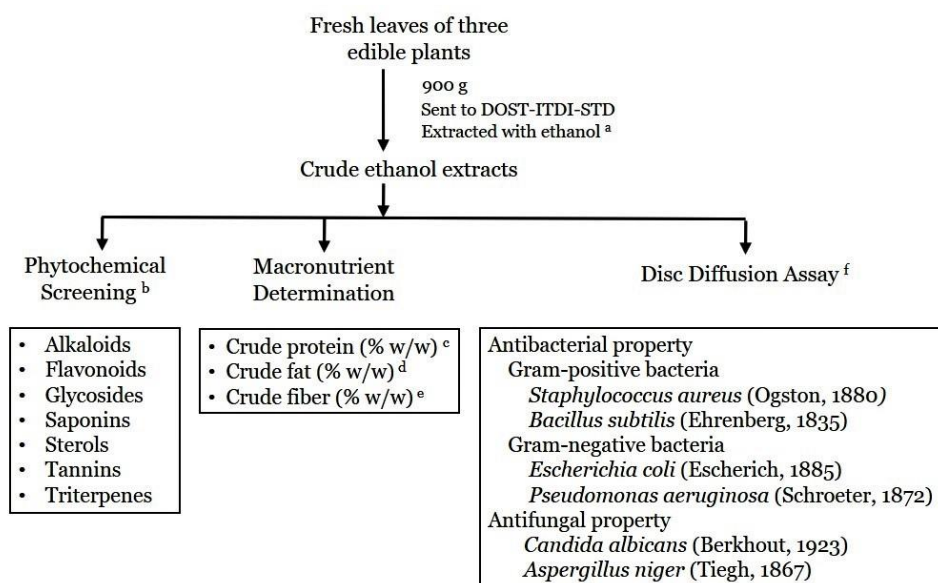 Fresh leaves of three
edible plants
900 g
Sent to DOST-ITDI-STD
Extracted with ethanol ᵃ
Crude ethanol extracts
Phytochemical
Screening ᵇ
• Alkaloids
• Flavonoids
• Glycosides
• Saponins
• Sterols
• Tannins
• Triterpenes
Macronutrient
Determination
• Crude protein (% w/w) ᶜ
• Crude fat (% w/w) ᵈ
• Crude fiber (% w/w) ᵉ
Disc Diffusion Assay ᶠ
Antibacterial property
Gram-positive bacteria
Staphylococcus aureus (Ogston, 1880)
Bacillus subtilis (Ehrenberg, 1835)
Gram-negative bacteria
Escherichia coli (Escherich, 1885)
Pseudomonas aeruginosa (Schroeter, 1872)
Antifungal property
Candida albicans (Berkhout, 1923)
Aspergillus niger (Tiegh, 1867)